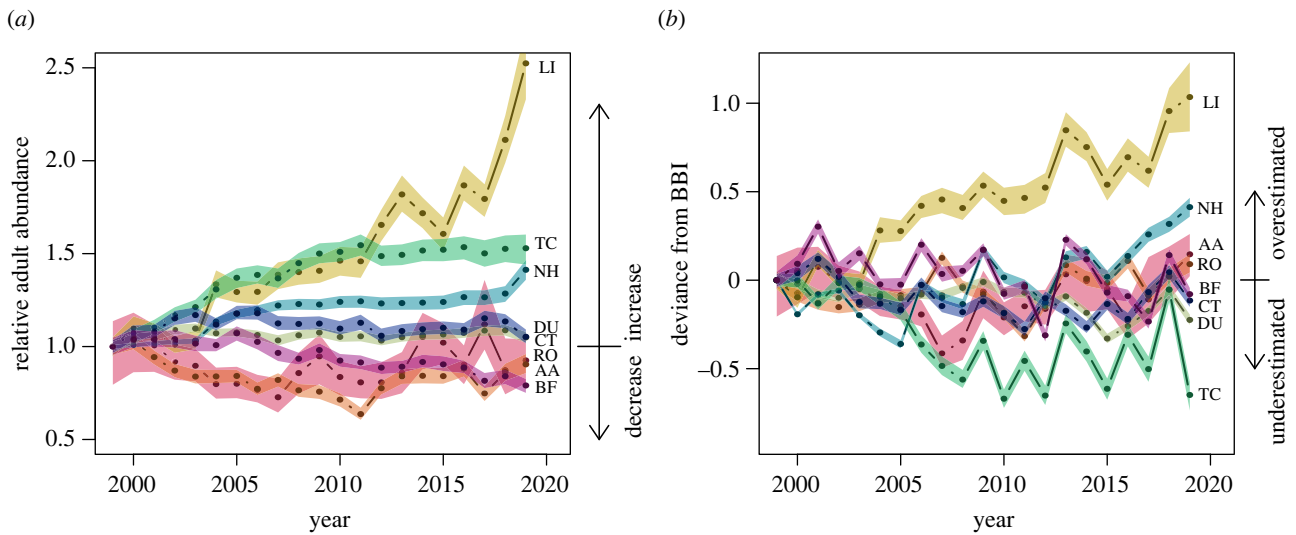 (a)
relative adult abundance
2.5
2.0
1.5
1.0
0.5
2000 2005 2010 2015 2020
year
LI
TC
NH
DU
CT
RO
AA
BF
decrease increase
(b)
deviance from BBI
1.0
0.5
0
−0.5
2000 2005 2010 2015 2020
year
LI
NH
AA
RO
BF
CT
DU
TC
underestimated overestimated